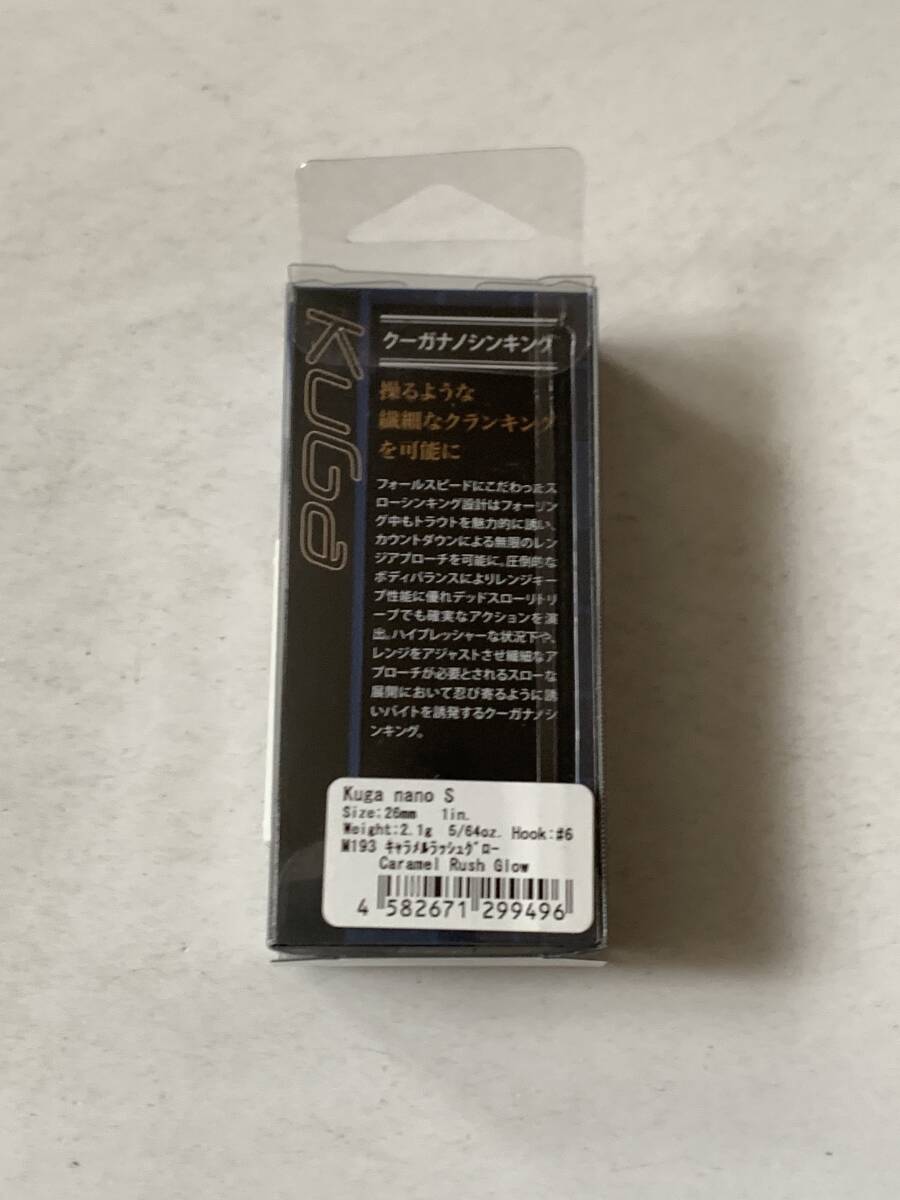 KUGa
クーガナノシンキング
操るような
繊細なクランキング
を可能に
フォールスピードにこだわったス
ローシンキング設計はフォーリン
グ中もトラウトを魅力的に誘い、
カウントダウンによる無限のレン
ジアプローチを可能に。圧倒的な
ボディバランスによりレンジキー
プ性能に優れデッドスローリトリ
ーブでも確実なアクションを演
出。ハイプレッシャーな状況下や、
レンジをアジャストさせ繊細なア
プローチが必要とされるスローな
展開において忍び寄るように誘
いバイトを誘発するクーガナノシ
ンキング。
Kuga nano S
Size:26mm 1in.
Weight:2.1g 5/64oz. Hook:#6
M193 ｷｬﾗﾒﾙﾗｯｼｭｸﾞﾛｰ
Caramel Rush Glow
4 582671 299496